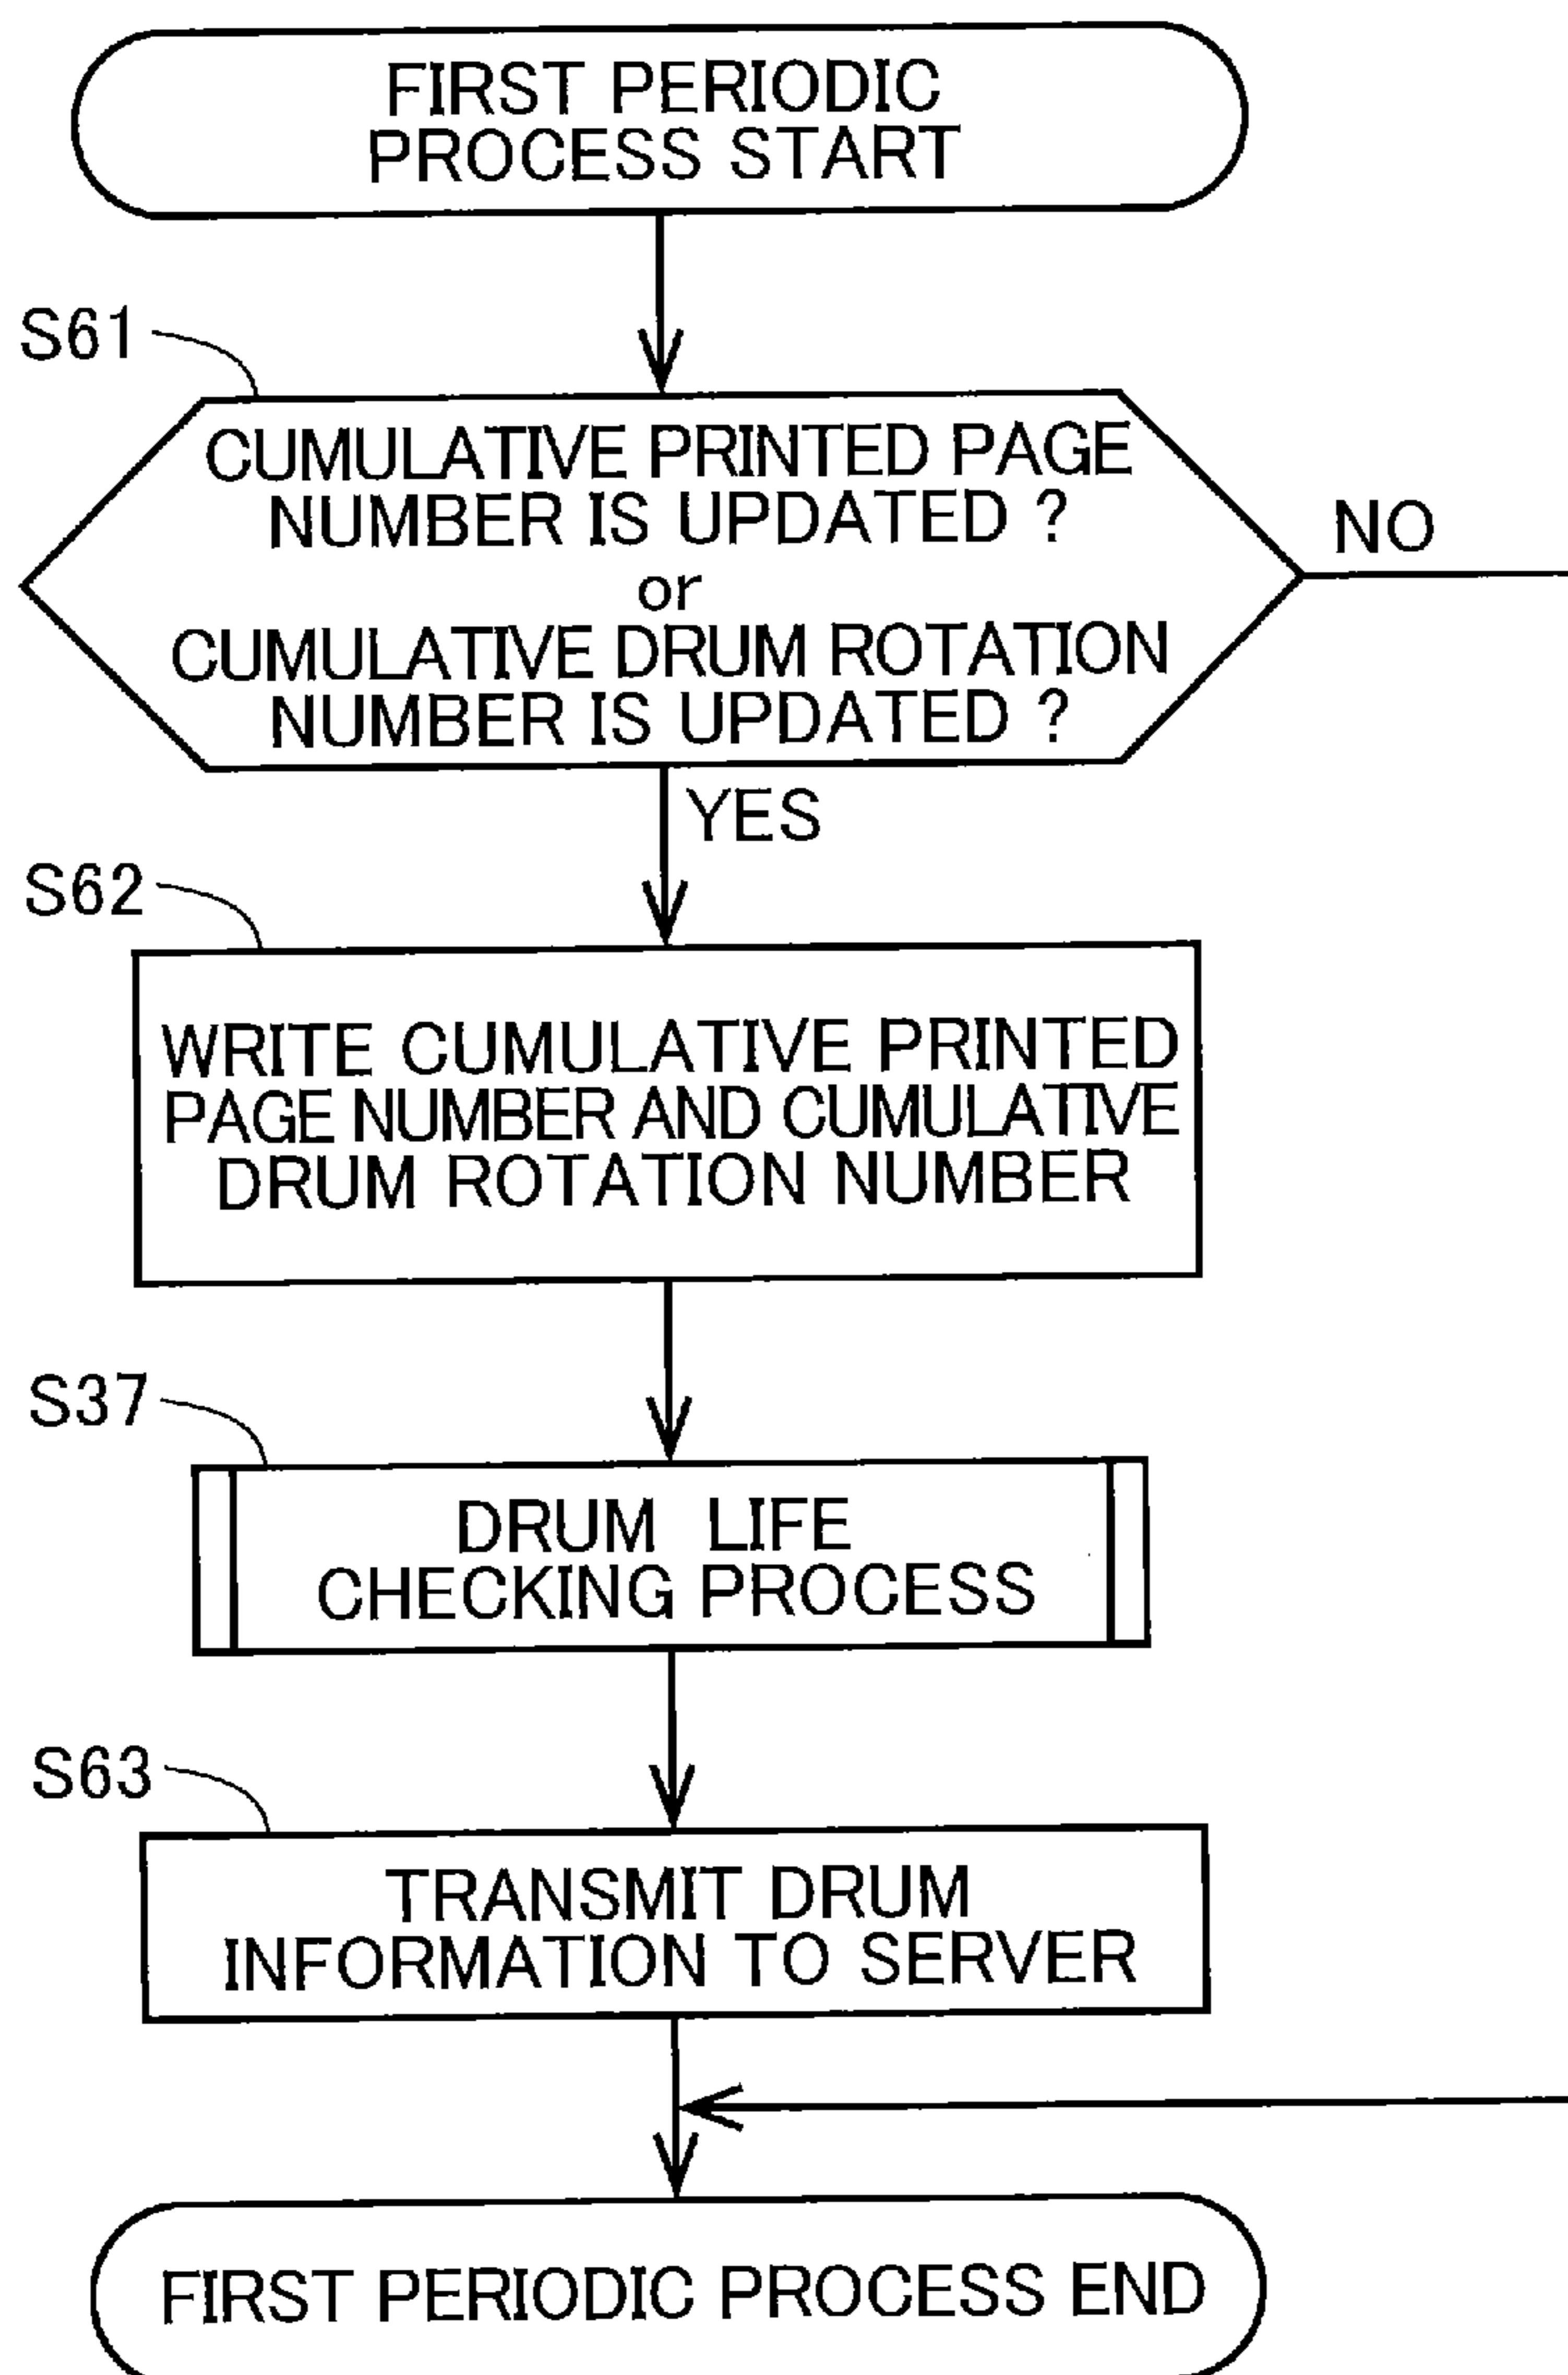 FIRST PERIODIC
PROCESS START
S61
CUMULATIVE PRINTED PAGE
NUMBER IS UPDATED ?
or
CUMULATIVE DRUM ROTATION
NUMBER IS UPDATED ?
NO
YES
S62
WRITE CUMULATIVE PRINTED
PAGE NUMBER AND CUMULATIVE
DRUM ROTATION NUMBER
S37
DRUM LIFE
CHECKING PROCESS
S63
TRANSMIT DRUM
INFORMATION TO SERVER
FIRST PERIODIC PROCESS END